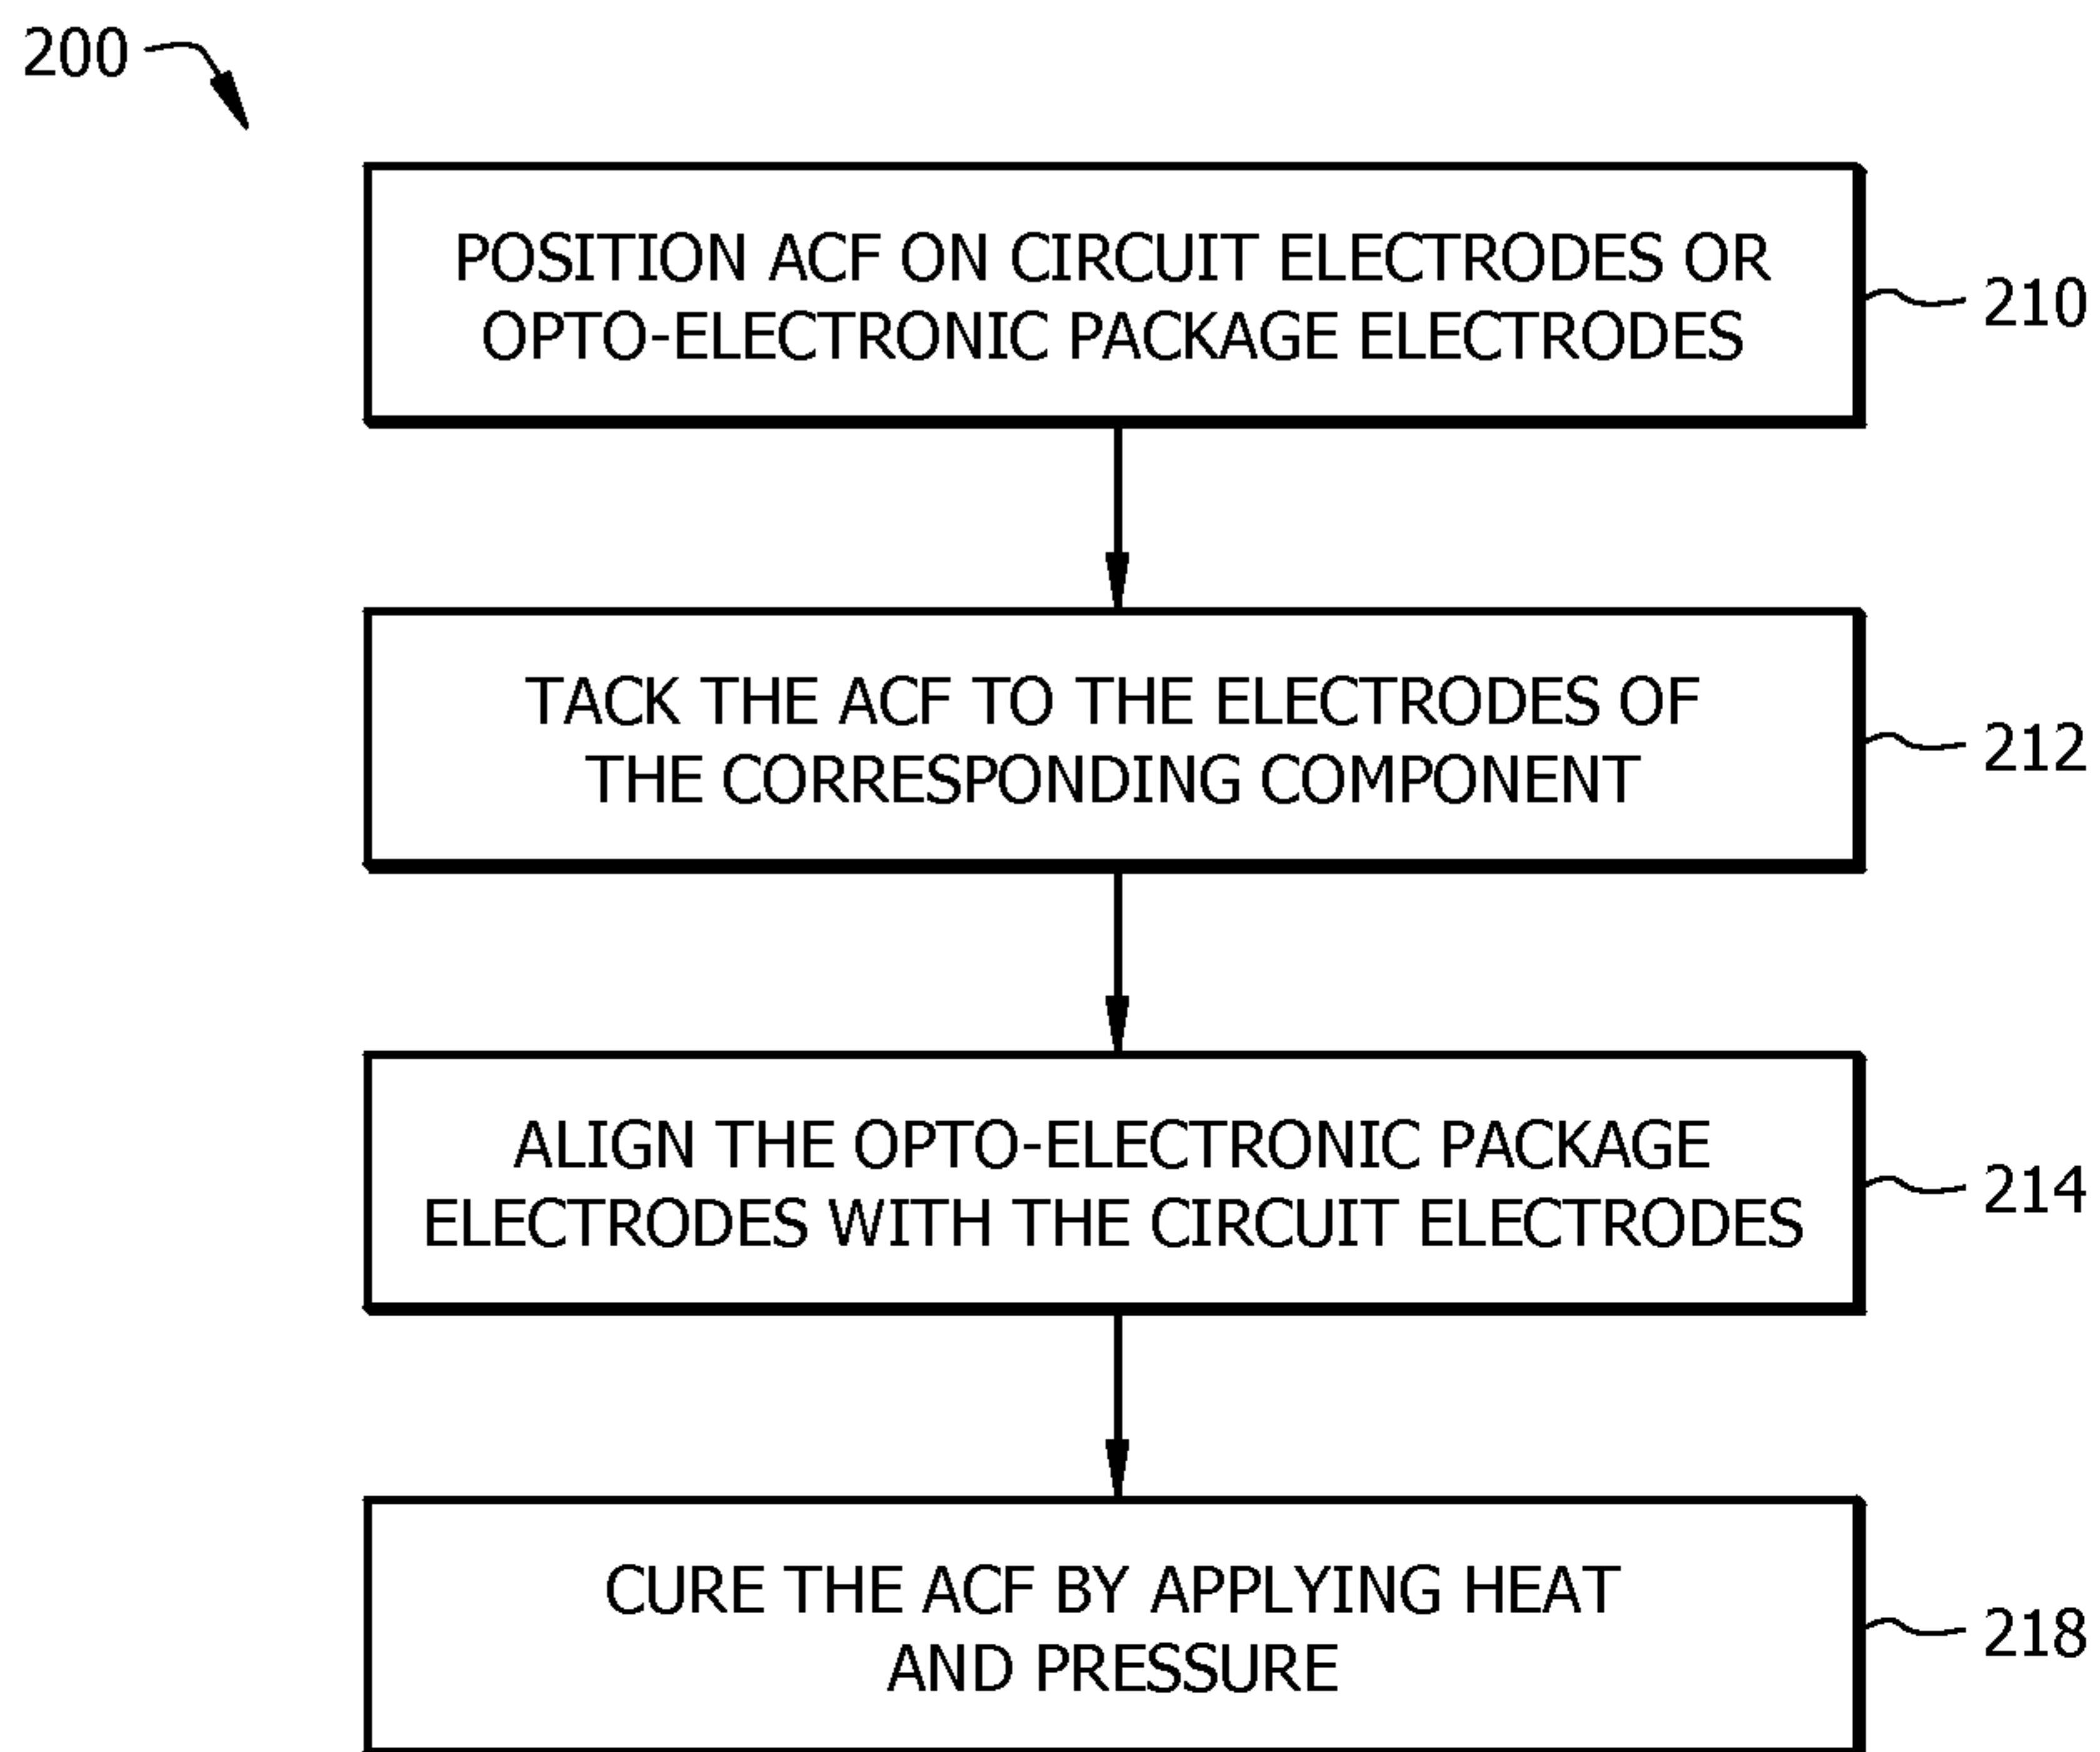 200
POSITION ACF ON CIRCUIT ELECTRODES OR
OPTO-ELECTRONIC PACKAGE ELECTRODES
210
TACK THE ACF TO THE ELECTRODES OF
THE CORRESPONDING COMPONENT
212
ALIGN THE OPTO-ELECTRONIC PACKAGE
ELECTRODES WITH THE CIRCUIT ELECTRODES
214
CURE THE ACF BY APPLYING HEAT
AND PRESSURE
218